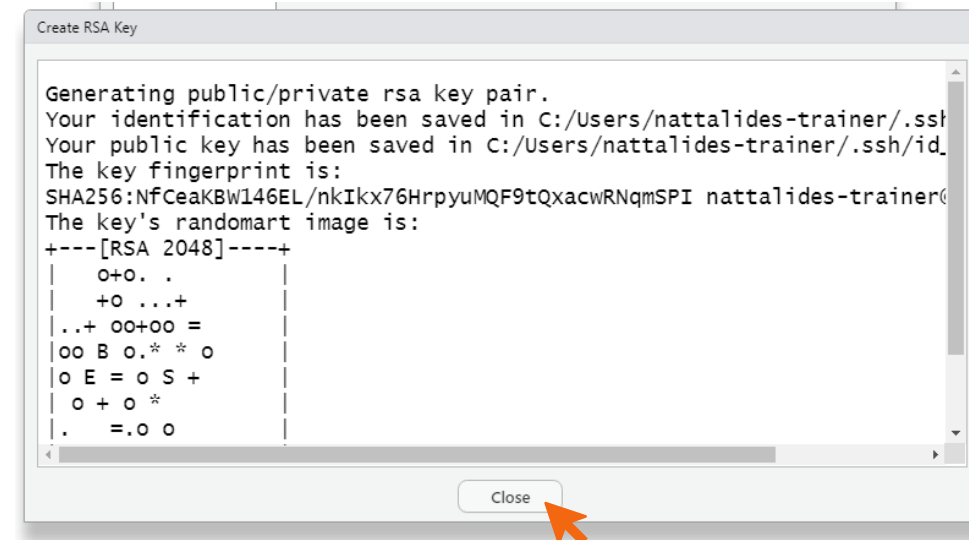 Create RSA Key
Generating public/private rsa key pair.
Your identification has been saved in C:/Users/nattalides-trainer/.ssh
Your public key has been saved in C:/Users/nattalides-trainer/.ssh/id_
The key fingerprint is:
SHA256:NfCeaKBW146EL/nkIkx76HrpyuMQF9tQxacwRNqmSPI nattalides-trainer@
The key's randomart image is:
+---[RSA 2048]----+
|   o+o. .        |
|   +o ...+       |
|..+ oo+oo =      |
|oo B o.* * o     |
|o E = o S +      |
| o + o *         |
|.   =.o o        |
Close